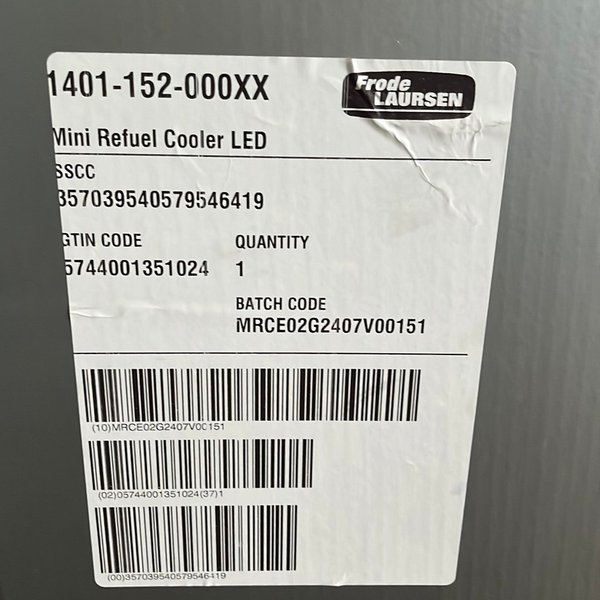 1401-152-000XX
Frode
LAURSEN
Mini Refuel Cooler LED
SSCC
357039540579546419
GTIN CODE
QUANTITY
5744001351024
1
BATCH CODE
MRCE02G2407V00151
(10)MRCE02G2407V00151
(02)05744001351024(37)1
(00)357039540579546419